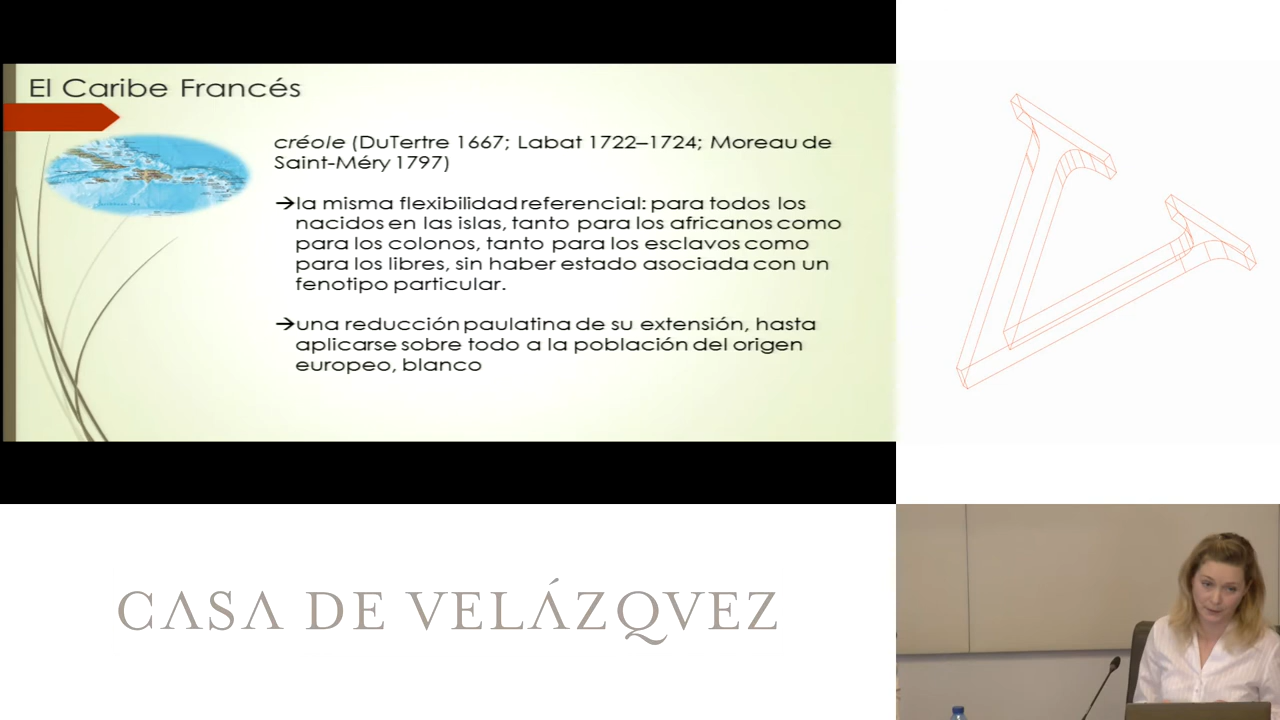 El Caribe Francés
créole (DuTertre 1667; Labat 1722–1724; Moreau de
Saint-Méry 1797)
→la misma flexibilidad referencial: para todos los
nacidos en las islas, tanto para los africanos como
para los colonos, tanto para los esclavos como
para los libres, sin haber estado asociada con un
fenotipo particular.
→una reducción paulatina de su extensión, hasta
aplicarse sobre todo a la población del origen
europeo, blanco
CASA DE VELÁZQVEZ